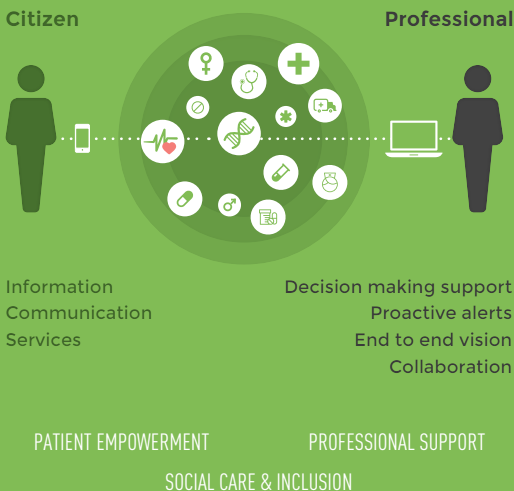 Citizen
Professional
Information
Communication
Services
Decision making support
Proactive alerts
End to end vision
Collaboration
PATIENT EMPOWERMENT
PROFESSIONAL SUPPORT
SOCIAL CARE & INCLUSION